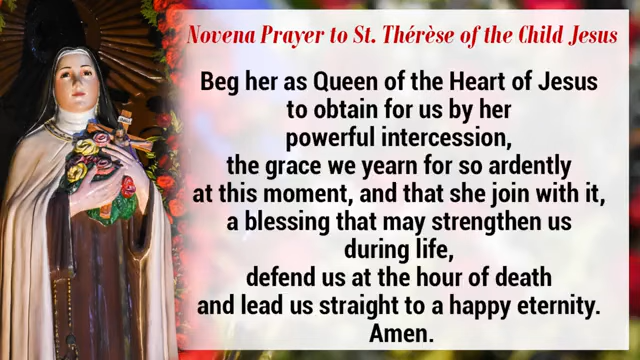 Novena Prayer to St. Thérèse of the Child Jesus
Beg her as Queen of the Heart of Jesus
to obtain for us by her
powerful intercession,
the grace we yearn for so ardently
at this moment, and that she join with it,
a blessing that may strengthen us
during life,
defend us at the hour of death
and lead us straight to a happy eternity.
Amen.